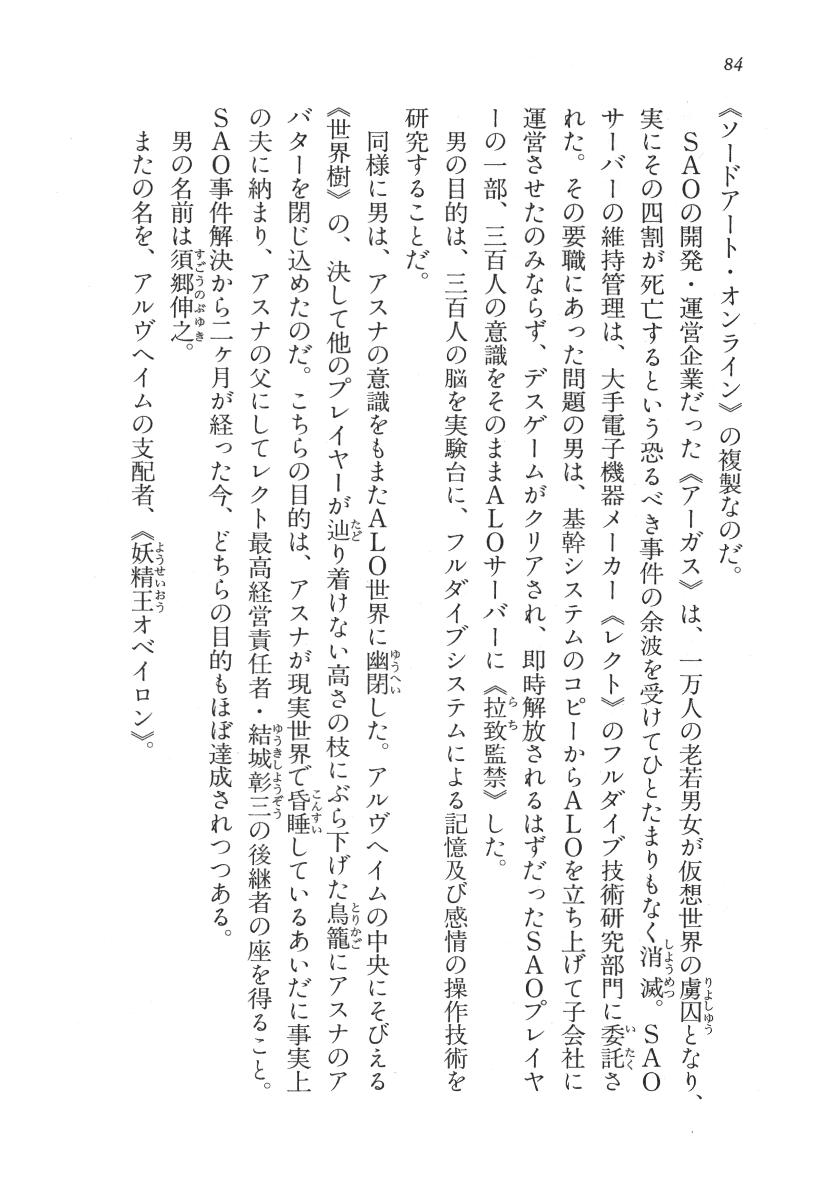 84
《ソードアート・オンライン》の複製なのだ。
　SAOの開発・運営企業だった《アーガス》は、一万人の老若男女が仮想世界の虜囚となり、
実にその四割が死亡するという恐るべき事件の余波を受けてひとたまりもなく消滅。SAO
サーバーの維持管理は、大手電子機器メーカー《レクト》のフルダイブ技術研究部門に委託さ
れた。その要職にあった問題の男は、基幹システムのコピーからALOを立ち上げて子会社に
運営させたのみならず、デスゲームがクリアされ、即時解放されるはずだったSAOプレイヤ
ーの一部、三百人の意識をそのままALOサーバーに《拉致監禁》した。
　男の目的は、三百人の脳を実験台に、フルダイブシステムによる記憶及び感情の操作技術を
研究することだ。
　同様に男は、アスナの意識をもまたALO世界に幽閉した。アルヴヘイムの中央にそびえる
《世界樹》の、決して他のプレイヤーが辿り着けない高さの枝にぶら下げた鳥籠にアスナのア
バターを閉じ込めたのだ。こちらの目的は、アスナが現実世界で昏睡しているあいだに事実上
の夫に納まり、アスナの父にしてレクト最高経営責任者・結城彰三の後継者の座を得ること。
SAO事件解決から二ヶ月が経った今、どちらの目的もほぼ達成されつつある。
　男の名前は須郷伸之。
　またの名を、アルヴヘイムの支配者、《妖精王オベイロン》。